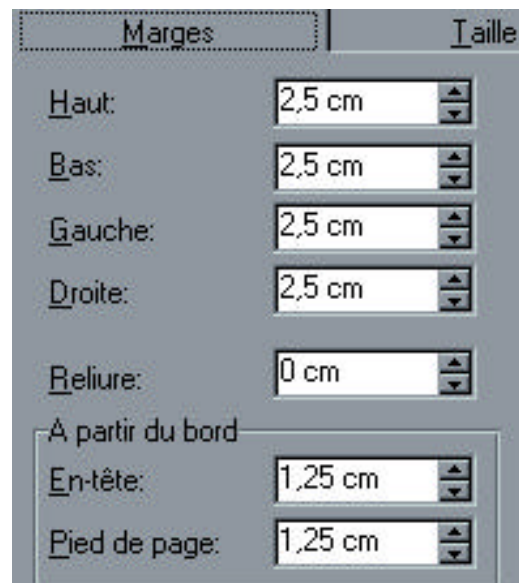 Marges Taille
Haut: 2,5 cm
Bas: 2,5 cm
Gauche: 2,5 cm
Droite: 2,5 cm
Reliure: 0 cm
A partir du bord
En-tête: 1,25 cm
Pied de page: 1,25 cm